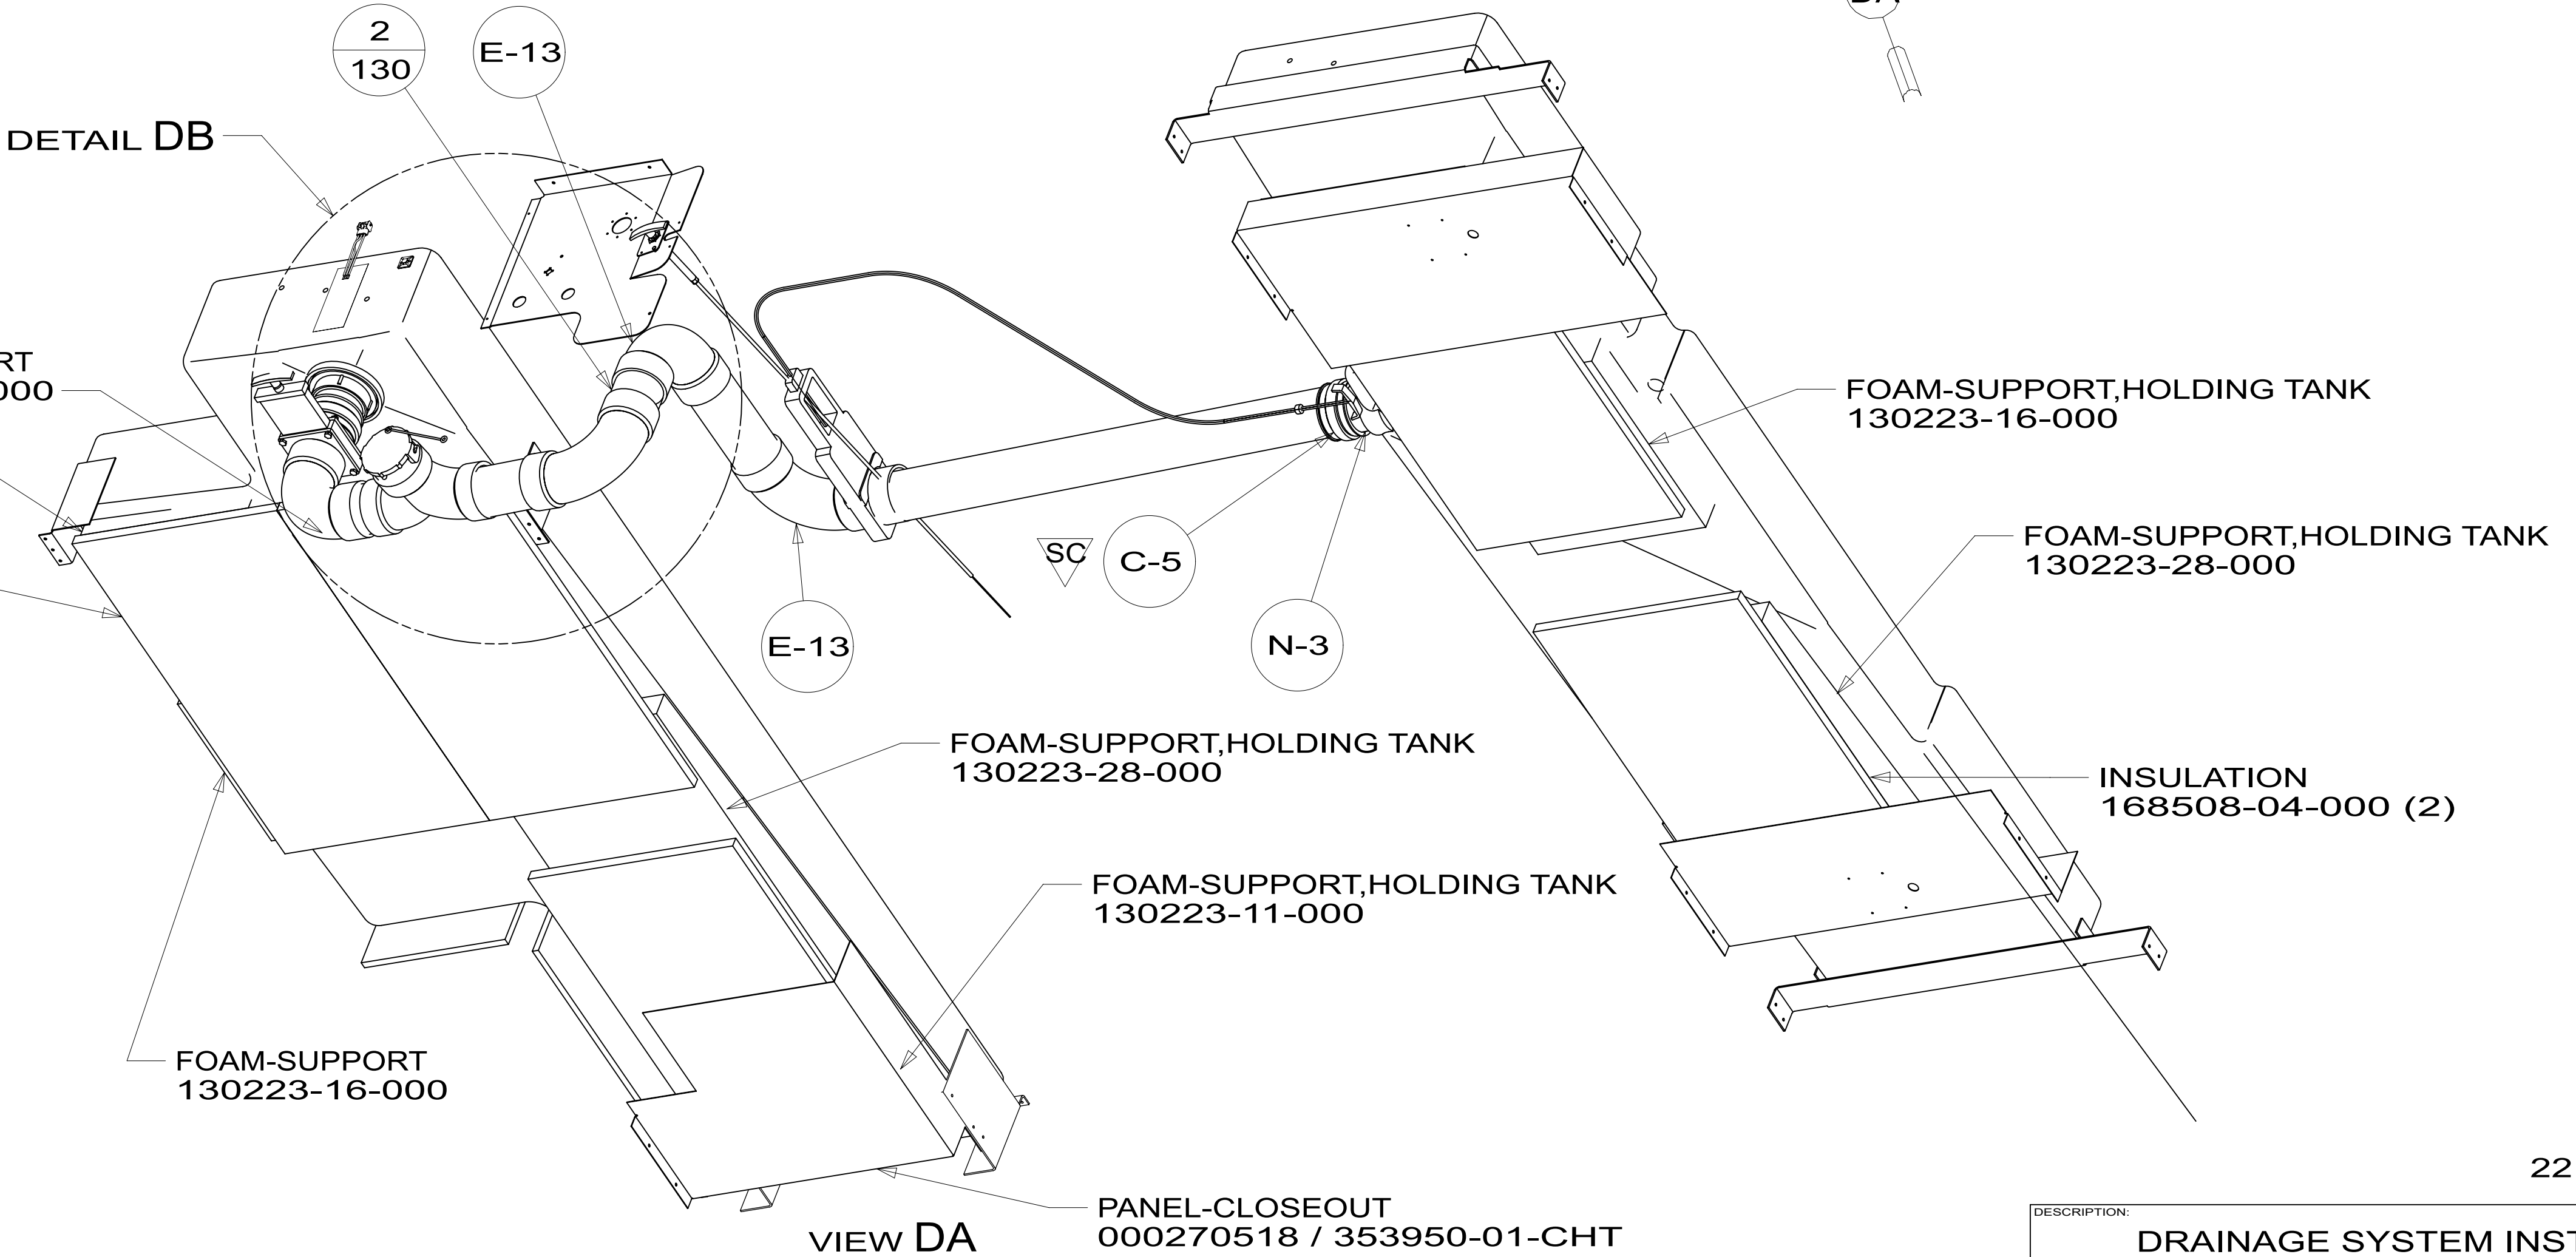 2
130
E-13
DETAIL DB
RT
000
FOAM-SUPPORT,HOLDING TANK
130223-16-000
FOAM-SUPPORT,HOLDING TANK
130223-28-000
SC
C-5
E-13
N-3
FOAM-SUPPORT,HOLDING TANK
130223-28-000
INSULATION
168508-04-000 (2)
FOAM-SUPPORT,HOLDING TANK
130223-11-000
FOAM-SUPPORT
130223-16-000
22
PANEL-CLOSEOUT
000270518 / 353950-01-CHT
VIEW DA
DESCRIPTION:
DRAINAGE SYSTEM INST